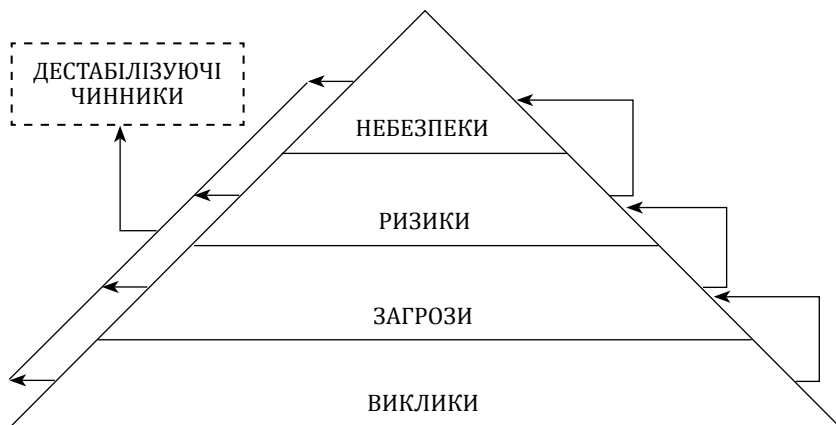 ДЕСТАБІЛІЗУЮЧІ
ЧИННИКИ
НЕБЕЗПЕКИ
РИЗИКИ
ЗАГРОЗИ
ВИКЛИКИ